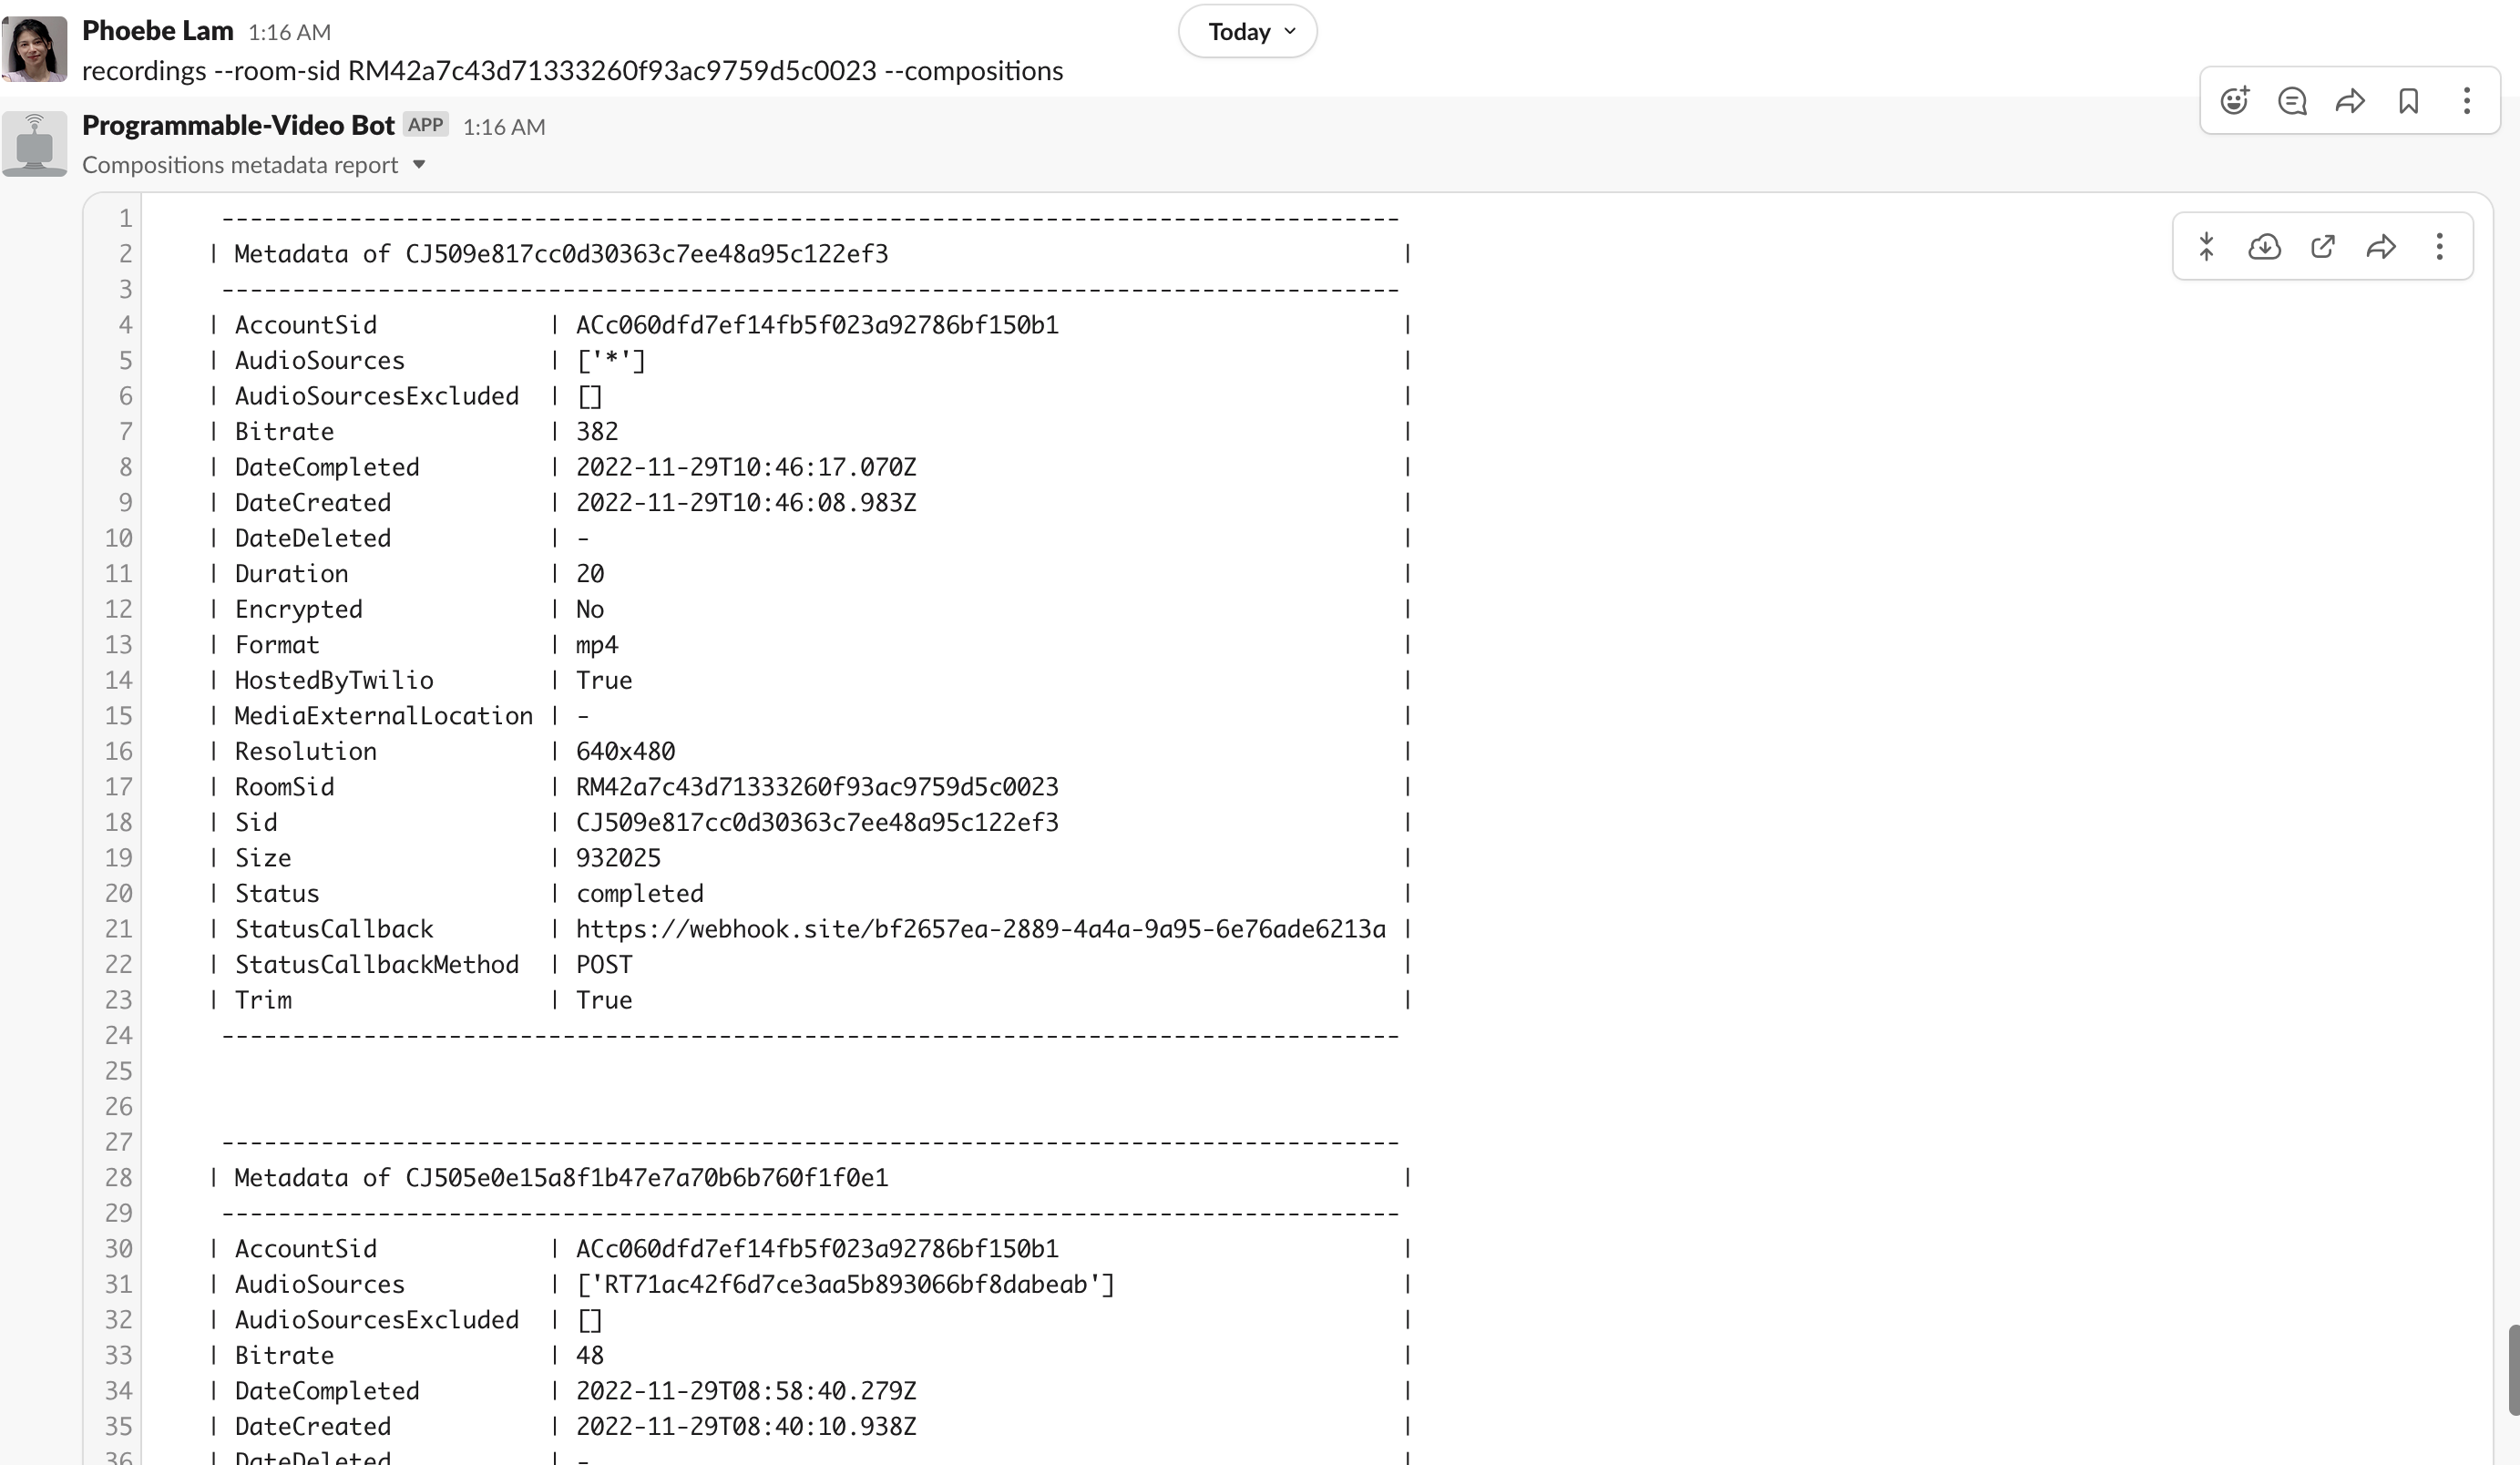 Phoebe Lam 1:16 AM
Today
recordings --room-sid RM42a7c43d71333260f93ac9759d5c0023 --compositions
Programmable-Video Bot APP 1:16 AM
Compositions metadata report
1 -----------------------------------------------------------------------------------
2 | Metadata of CJ509e817cc0d30363c7ee48a95c122ef3 |
3 -----------------------------------------------------------------------------------
4 | AccountSid | ACc060dfd7ef14fb5f023a92786bf150b1 |
5 | AudioSources | ['*'] |
6 | AudioSourcesExcluded | [] |
7 | Bitrate | 382 |
8 | DateCompleted | 2022-11-29T10:46:17.070Z |
9 | DateCreated | 2022-11-29T10:46:08.983Z |
10 | DateDeleted | - |
11 | Duration | 20 |
12 | Encrypted | No |
13 | Format | mp4 |
14 | HostedByTwilio | True |
15 | MediaExternalLocation | - |
16 | Resolution | 640x480 |
17 | RoomSid | RM42a7c43d71333260f93ac9759d5c0023 |
18 | Sid | CJ509e817cc0d30363c7ee48a95c122ef3 |
19 | Size | 932025 |
20 | Status | completed |
21 | StatusCallback | https://webhook.site/bf2657ea-2889-4a4a-9a95-6e76ade6213a |
22 | StatusCallbackMethod | POST |
23 | Trim | True |
24 -----------------------------------------------------------------------------------
25
26
27 -----------------------------------------------------------------------------------
28 | Metadata of CJ505e0e15a8f1b47e7a70b6b760f1f0e1 |
29 -----------------------------------------------------------------------------------
30 | AccountSid | ACc060dfd7ef14fb5f023a92786bf150b1 |
31 | AudioSources | ['RT71ac42f6d7ce3aa5b893066bf8dabeab'] |
32 | AudioSourcesExcluded | [] |
33 | Bitrate | 48 |
34 | DateCompleted | 2022-11-29T08:58:40.279Z |
35 | DateCreated | 2022-11-29T08:40:10.938Z |
36 | DateDeleted | - |